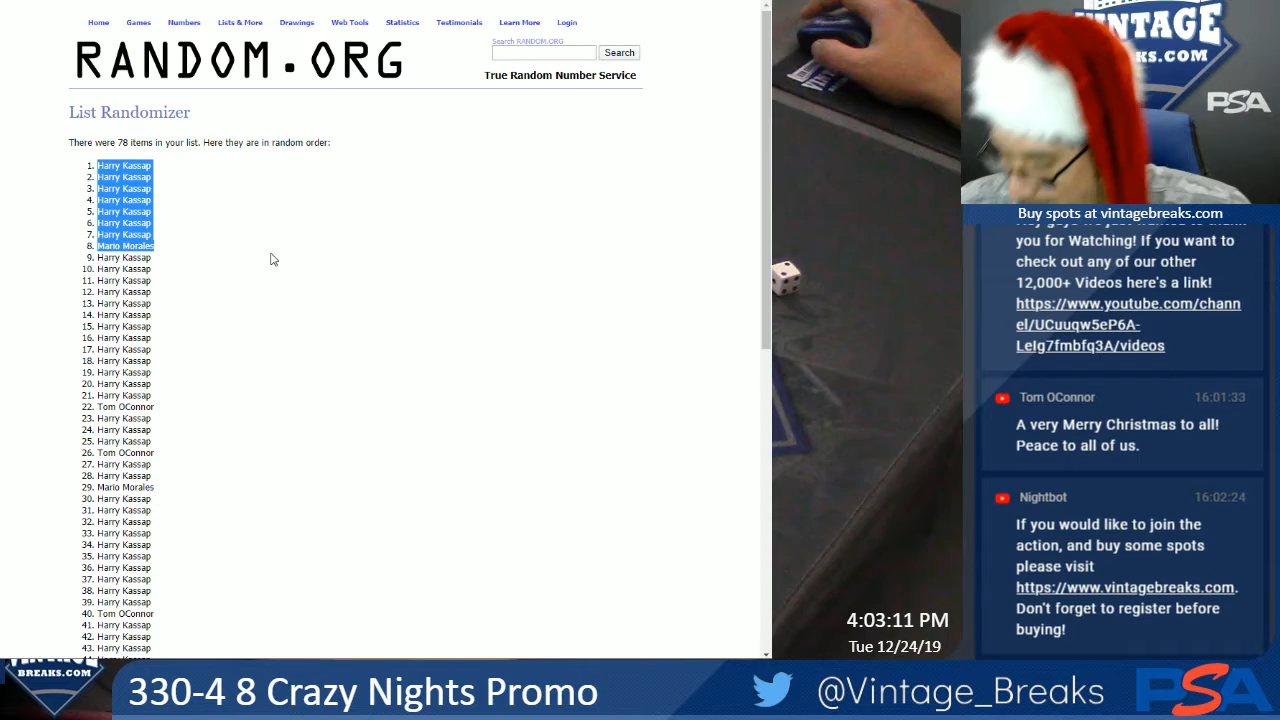 Home Games Numbers Lists & More Drawings Web Tools Statistics Testimonials Learn More Login
RANDOM.ORG
Search RANDOM.ORG
Search
True Random Number Service
List Randomizer
There were 78 items in your list. Here they are in random order:
1. Harry Kassap
2. Harry Kassap
3. Harry Kassap
4. Harry Kassap
5. Harry Kassap
6. Harry Kassap
7. Harry Kassap
8. Mario Morales
9. Harry Kassap
10. Harry Kassap
11. Harry Kassap
12. Harry Kassap
13. Harry Kassap
14. Harry Kassap
15. Harry Kassap
16. Harry Kassap
17. Harry Kassap
18. Harry Kassap
19. Harry Kassap
20. Harry Kassap
21. Harry Kassap
22. Tom OConnor
23. Harry Kassap
24. Harry Kassap
25. Harry Kassap
26. Tom OConnor
27. Harry Kassap
28. Harry Kassap
29. Mario Morales
30. Harry Kassap
31. Harry Kassap
32. Harry Kassap
33. Harry Kassap
34. Harry Kassap
35. Harry Kassap
36. Harry Kassap
37. Harry Kassap
38. Harry Kassap
39. Harry Kassap
40. Tom OConnor
41. Harry Kassap
42. Harry Kassap
43. Harry Kassap
VINTAGE
KS.COM
PSA
Buy spots at vintagebreaks.com
you for Watching! If you want to
check out any of our other
12,000+ Videos here's a link!
https://www.youtube.com/chann
el/UCuuqw5eP6A-
LeIg7fmbfq3A/videos
Tom OConnor 16:01:33
A very Merry Christmas to all!
Peace to all of us.
Nightbot 16:02:24
If you would like to join the
action, and buy some spots
please visit
https://www.vintagebreaks.com.
Don't forget to register before
buying!
4:03:11 PM
Tue 12/24/19
VINTAGE
BREAKS.COM
330-4 8 Crazy Nights Promo
@Vintage_Breaks
PSA